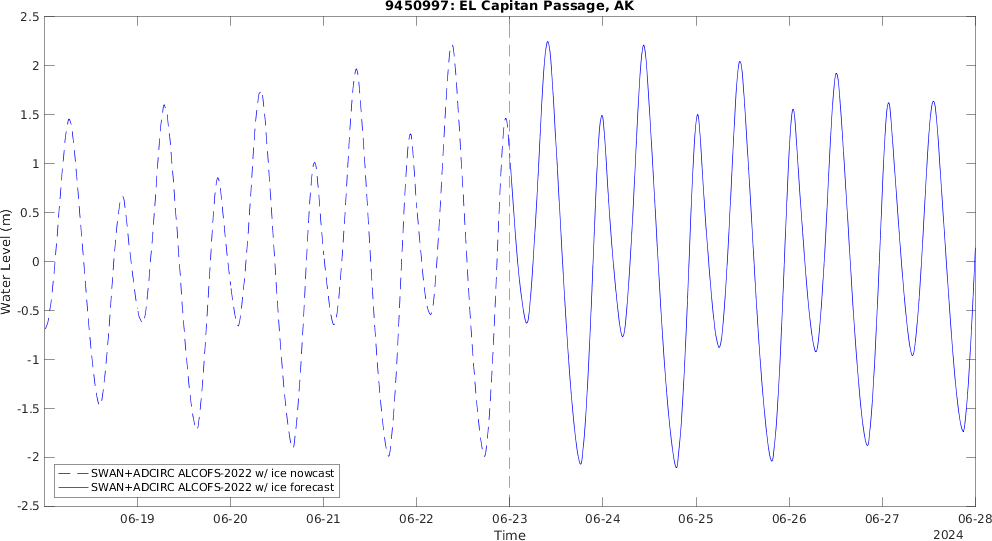 9450997: EL Capitan Passage, AK
2.5
2
1.5
1
0.5
0
-0.5
-1
-1.5
-2
-2.5
Water Level (m)
SWAN+ADCIRC ALCOFS-2022 w/ ice nowcast
SWAN+ADCIRC ALCOFS-2022 w/ ice forecast
06-19 06-20 06-21 06-22 06-23 06-24 06-25 06-26 06-27 06-28
Time
2024